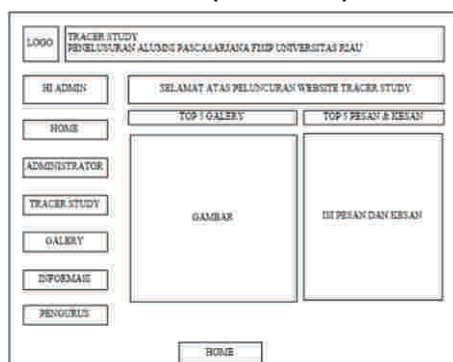 LOGO
TRACER STUDY
PENELUSURAN ALUMNI PASCASARJANA FISIP UNIVERSITAS RIAU
HI ADMIN
SELAMAT ATAS PELUNCURAN WEBSITE TRACER STUDY
TOP 5 GALERY
TOP 5 PESAN & KESAN
HOME
ADMINISTRATOR
TRACER STUDY
GALERY
INFORMASI
PENGURUS
GAMBAR
ISI PESAN DAN KESAN
HOME